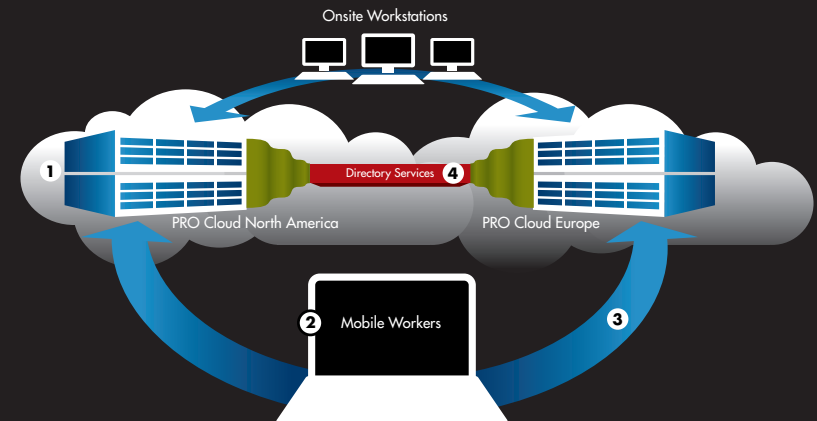 Onsite Workstations
1
Directory Services 4
PRO Cloud North America
PRO Cloud Europe
2 Mobile Workers
3